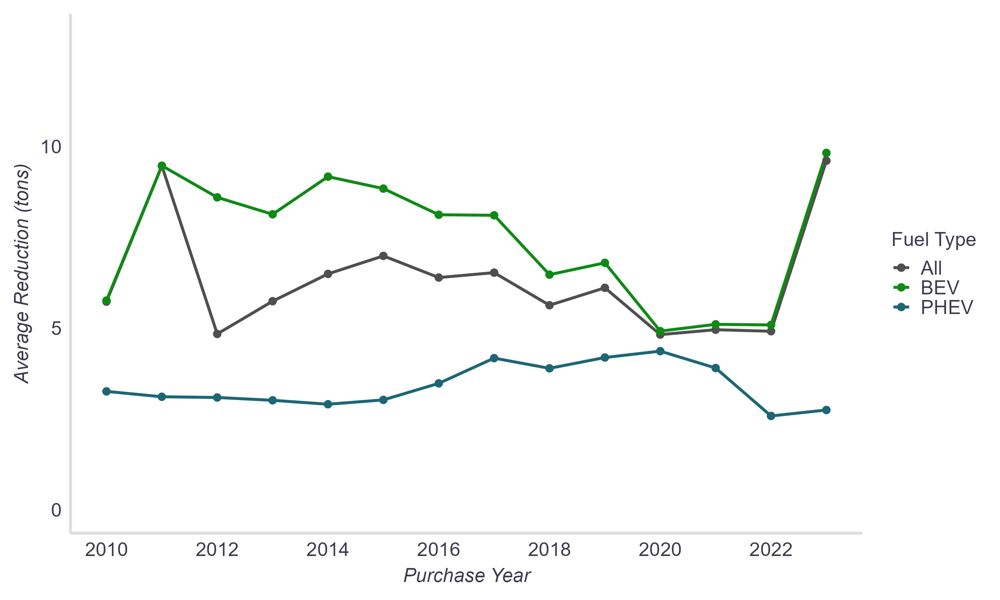 Average Reduction (tons)
10
5
0
2010
2012
2014
2016
2018
2020
2022
Purchase Year
Fuel Type
All
BEV
PHEV